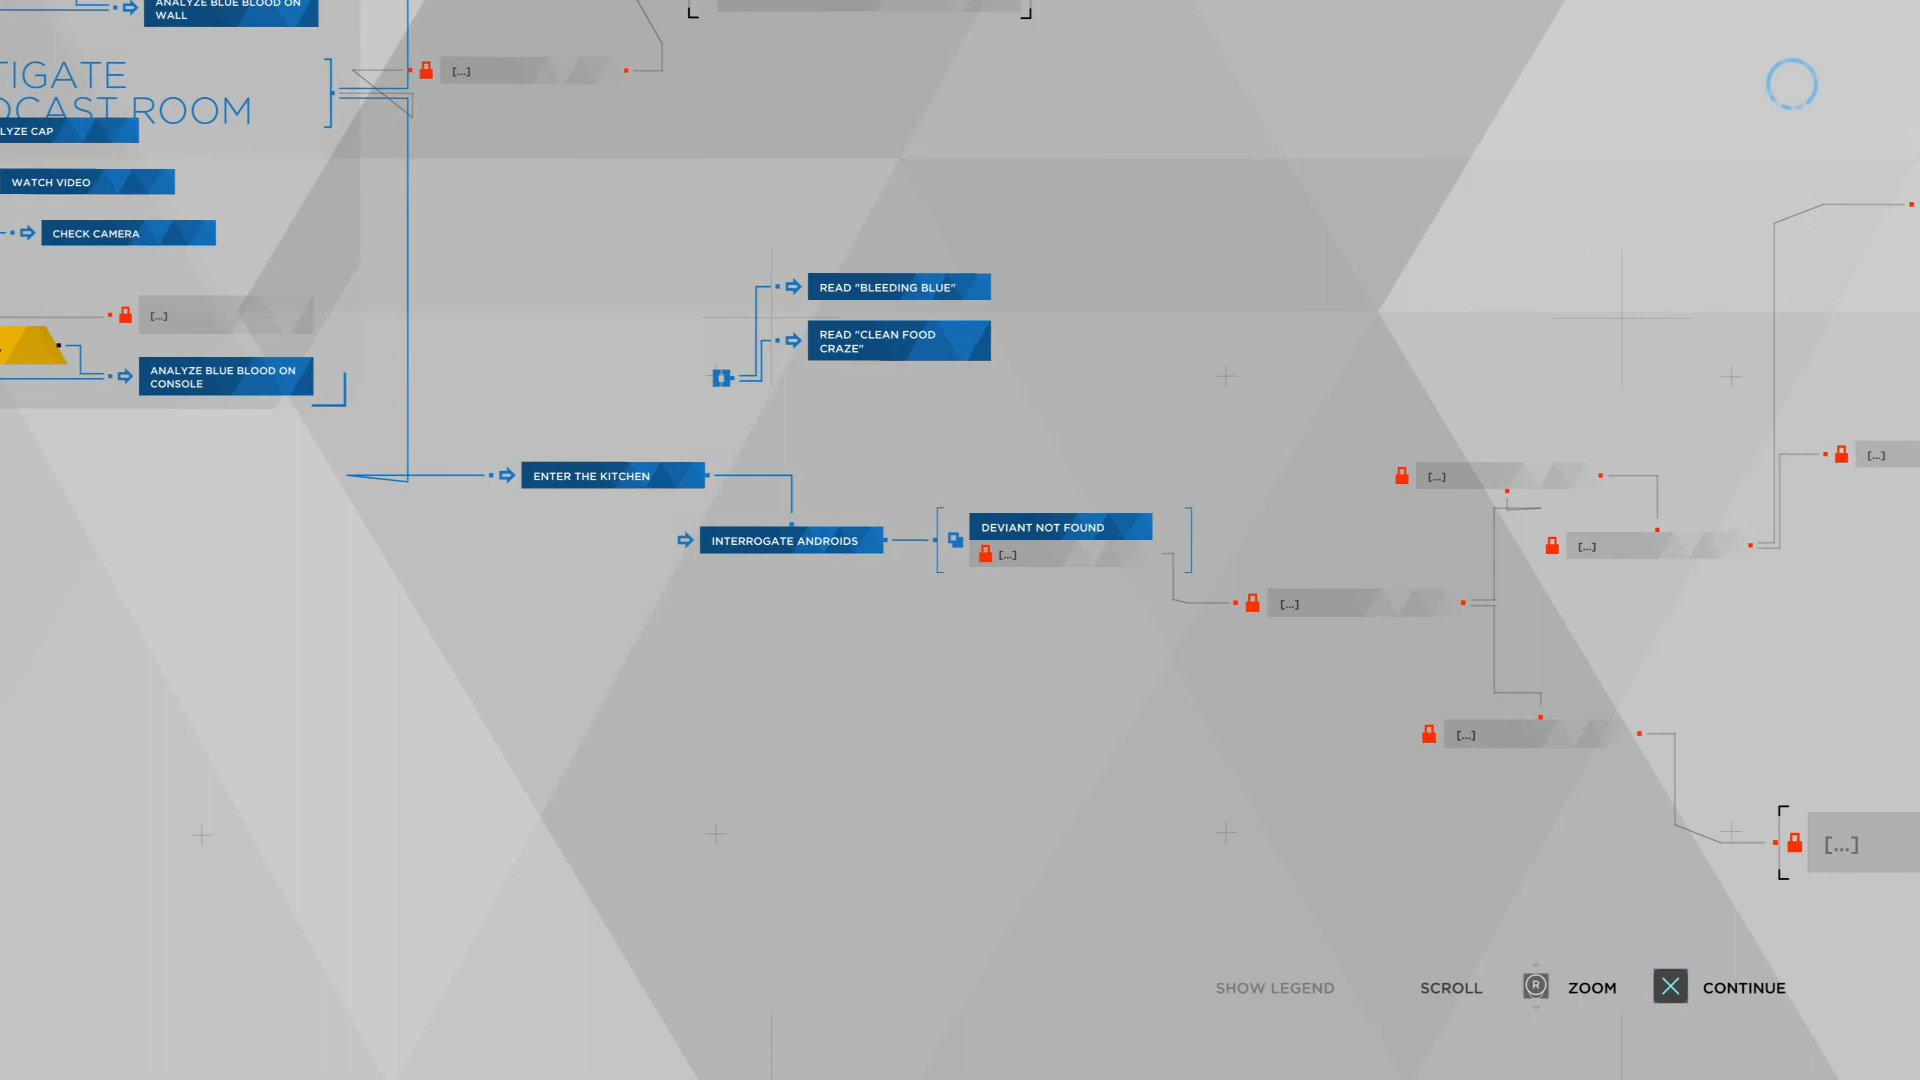 ANALYZE BLUE BLOOD ON
WALL
[...]
TIGATE
DCAST ROOM
LYZE CAP
WATCH VIDEO
CHECK CAMERA
READ "BLEEDING BLUE"
[...]
READ "CLEAN FOOD
CRAZE"
ANALYZE BLUE BLOOD ON
CONSOLE
[...]
ENTER THE KITCHEN
[...]
DEVIANT NOT FOUND
INTERROGATE ANDROIDS
[...]
[...]
[...]
[...]
[...]
SHOW LEGEND
SCROLL
R
ZOOM
CONTINUE